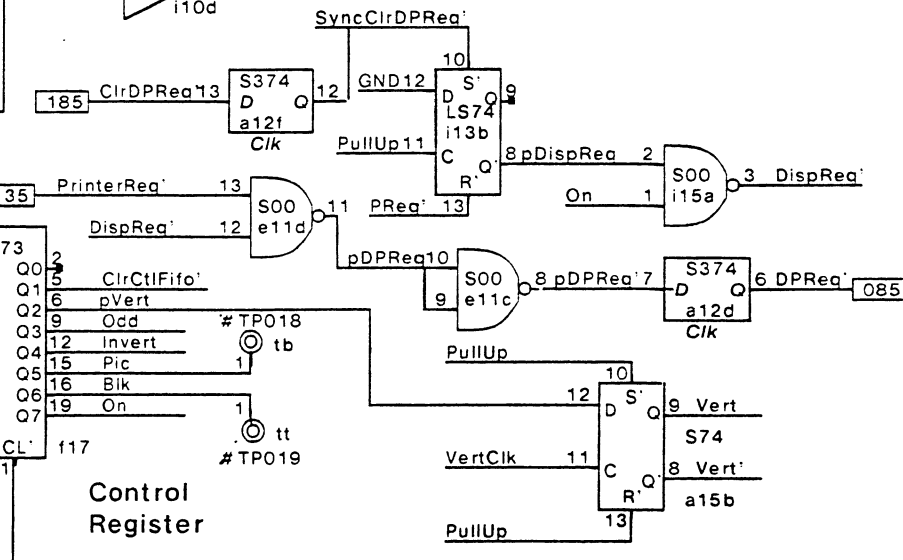 i10d
SyncClrDPReq'
185 ClrDPReq' 13 S374 D Q a12f Clk 12
GND 12 10 S' D Q LS74 i13b 9
PullUp 11 C Q' 8 pDispReq 2 S00 i15a 3 DispReq'
On 1
PReq' 13 R'
35 PrinterReq' 13 S00 e11d 11
DispReq' 12
pDPReq 10 S00 e11c 8 pDPReq' 7 S374 D Q a12d Clk 6 DPReq' 085
9
73
Q0 2
Q1 5 ClrCtlFifo'
Q2 6 pVert
Q3 9 Odd
Q4 12 Invert
Q5 15 Pic 1 #TP018 tb
Q6 16 Blk 1 tt #TP019
Q7 19 On
CL' f17
1
Control
Register
PullUp 10 S'
12 D Q 9 Vert
S74
VertClk 11 C Q' 8 Vert'
a15b
PullUp 13 R'